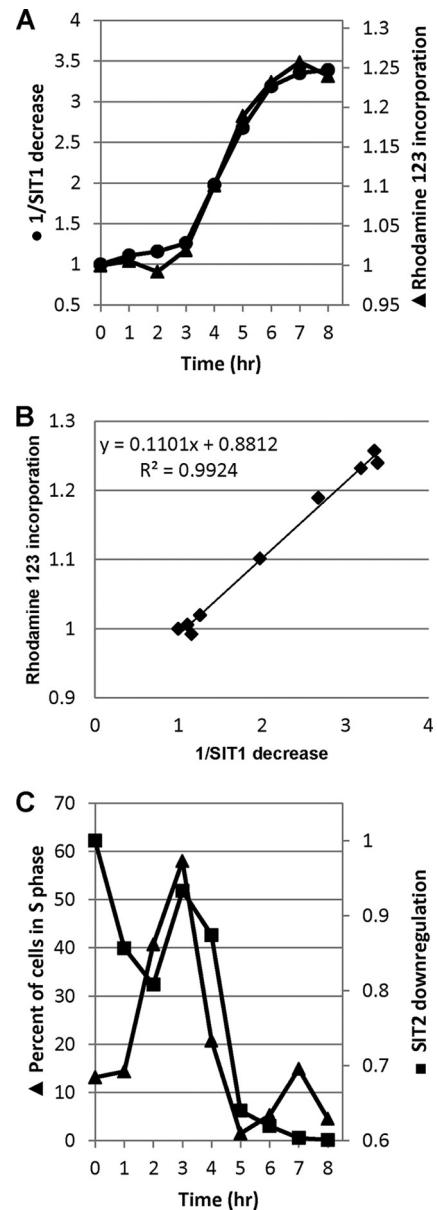 A
4
3.5
3
2.5
2
1.5
1
0.5
● 1/SIT1 decrease
1.3
1.25
1.2
1.15
1.1
1.05
1
0.95
▲ Rhodamine 123 incorporation
0 1 2 3 4 5 6 7 8
Time (hr)
B
1.3
1.2
1.1
1
0.9
Rhodamine 123 incorporation
y = 0.1101x + 0.8812
R² = 0.9924
0 1 2 3 4
1/SIT1 decrease
C
70
60
50
40
30
20
10
0
▲ Percent of cells in S phase
1
0.9
0.8
0.7
0.6
■ SIT2 downregulation
0 1 2 3 4 5 6 7 8
Time (hr)